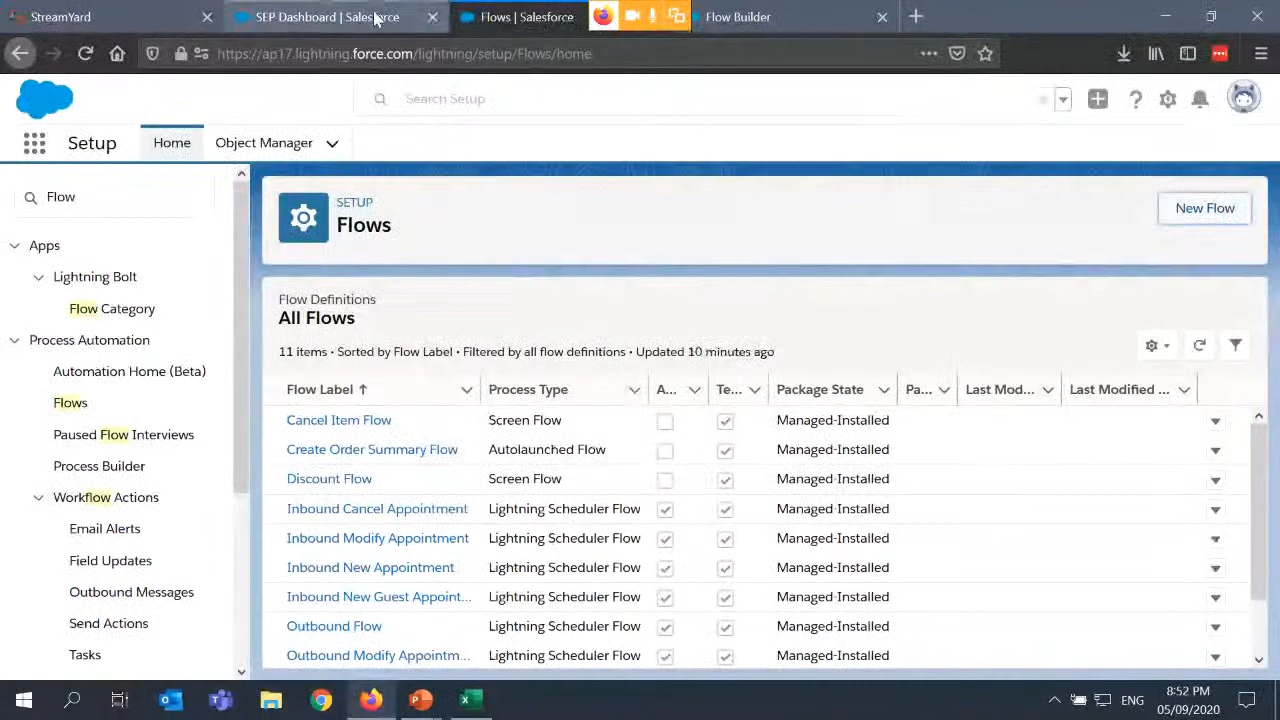 StreamYard
SEP Dashboard | Salesforce
Flows | Salesforce
Flow Builder
https://ap17.lightning.force.com/lightning/setup/Flows/home
Search Setup
Setup
Home
Object Manager
Flow
Apps
Lightning Bolt
Flow Category
Process Automation
Automation Home (Beta)
Flows
Paused Flow Interviews
Process Builder
Workflow Actions
Email Alerts
Field Updates
Outbound Messages
Send Actions
Tasks
SETUP
Flows
New Flow
Flow Definitions
All Flows
11 items • Sorted by Flow Label • Filtered by all flow definitions • Updated 10 minutes ago
Flow Label ↑ Process Type A... Te... Package State Pa... Last Mod... Last Modified ...
Cancel Item Flow Screen Flow Managed-Installed
Create Order Summary Flow Autolaunched Flow Managed-Installed
Discount Flow Screen Flow Managed-Installed
Inbound Cancel Appointment Lightning Scheduler Flow Managed-Installed
Inbound Modify Appointment Lightning Scheduler Flow Managed-Installed
Inbound New Appointment Lightning Scheduler Flow Managed-Installed
Inbound New Guest Appoint... Lightning Scheduler Flow Managed-Installed
Outbound Flow Lightning Scheduler Flow Managed-Installed
Outbound Modify Appointm... Lightning Scheduler Flow Managed-Installed
ENG
8:52 PM
05/09/2020